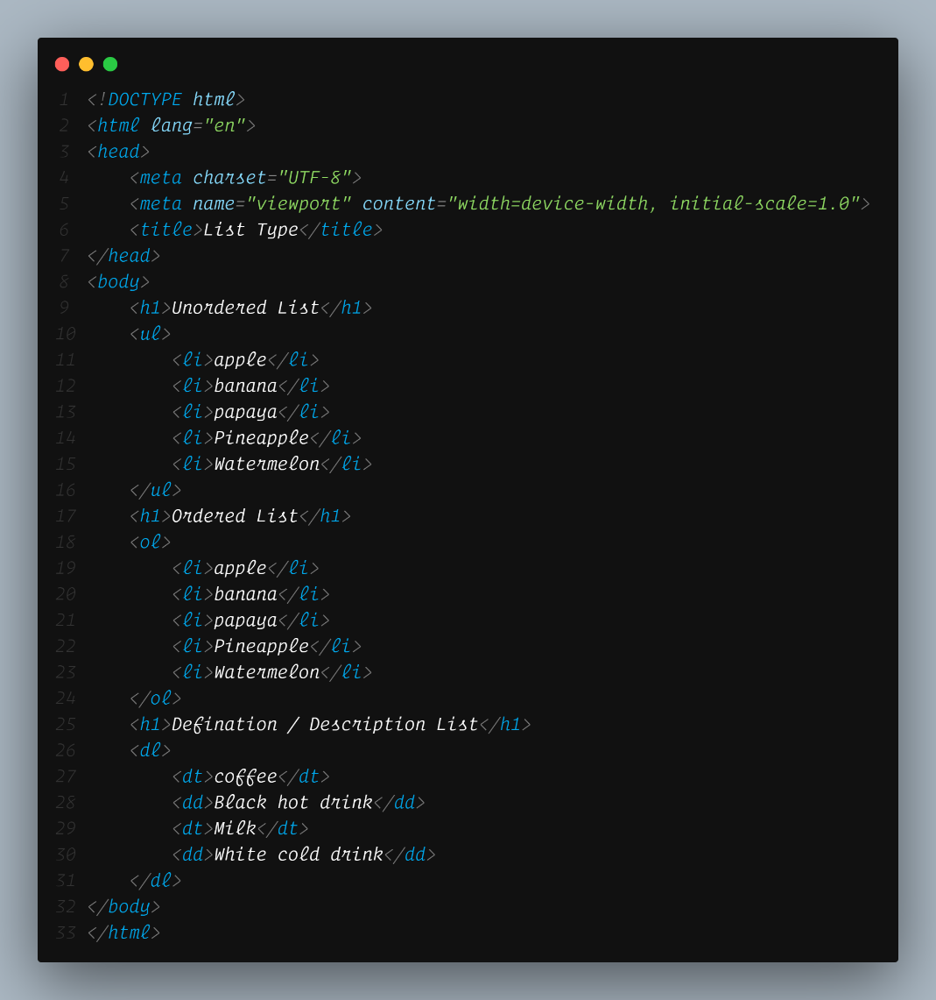 1 <!DOCTYPE html>
2 <html lang="en">
3 <head>
4     <meta charset="UTF-8">
5     <meta name="viewport" content="width=device-width, initial-scale=1.0">
6     <title>List Type</title>
7 </head>
8 <body>
9     <h1>Unordered List</h1>
10     <ul>
11         <li>apple</li>
12         <li>banana</li>
13         <li>papaya</li>
14         <li>Pineapple</li>
15         <li>Watermelon</li>
16     </ul>
17     <h1>Ordered List</h1>
18     <ol>
19         <li>apple</li>
20         <li>banana</li>
21         <li>papaya</li>
22         <li>Pineapple</li>
23         <li>Watermelon</li>
24     </ol>
25     <h1>Defination / Description List</h1>
26     <dl>
27         <dt>coffee</dt>
28         <dd>Black hot drink</dd>
29         <dt>Milk</dt>
30         <dd>White cold drink</dd>
31     </dl>
32 </body>
33 </html>